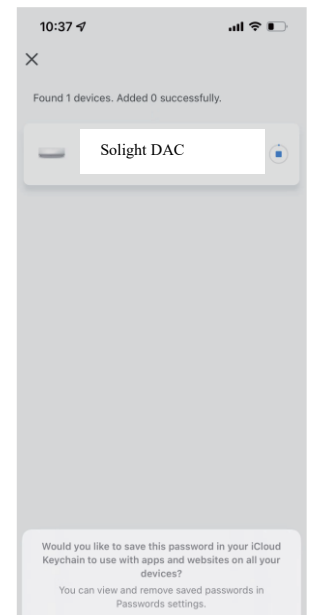 10:37
Found 1 devices. Added 0 successfully.
Solight DAC
Would you like to save this password in your iCloud
Keychain to use with apps and websites on all your
devices?
You can view and remove saved passwords in
Passwords settings.